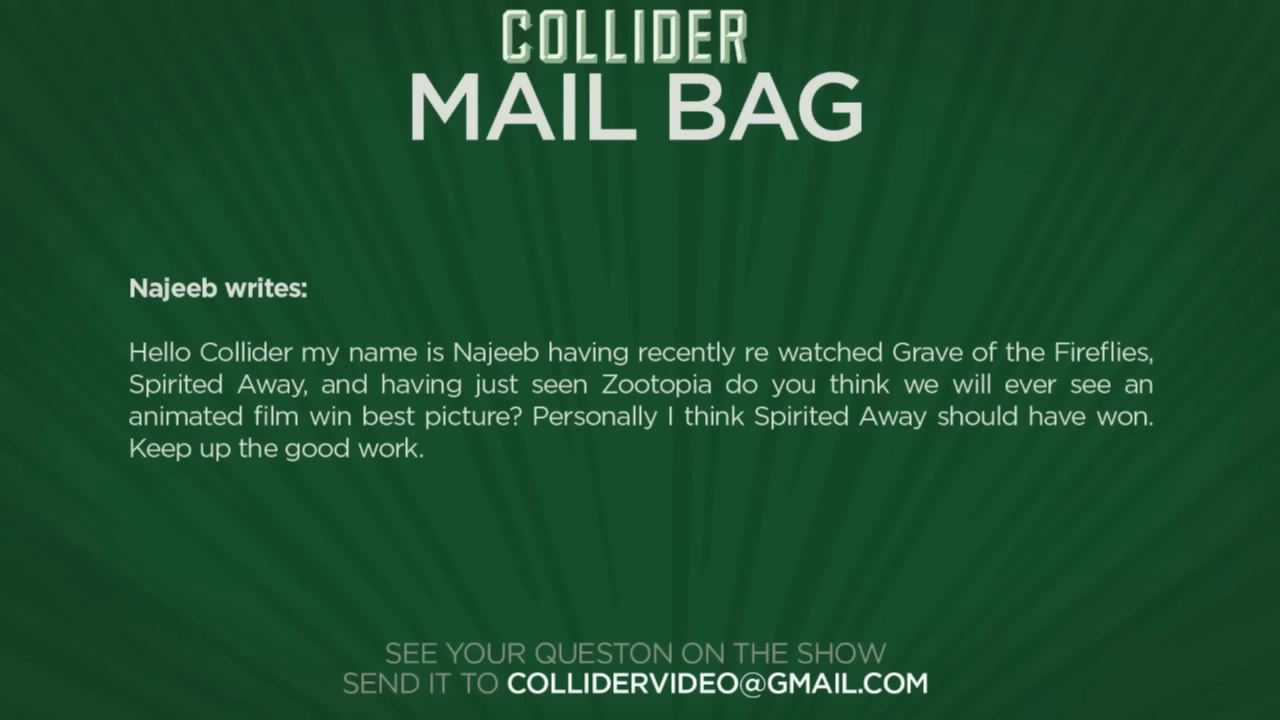 COLLIDER
MAIL BAG
Najeeb writes:
Hello Collider my name is Najeeb having recently re watched Grave of the Fireflies,
Spirited Away, and having just seen Zootopia do you think we will ever see an
animated film win best picture? Personally I think Spirited Away should have won.
Keep up the good work.
SEE YOUR QUESTON ON THE SHOW
SEND IT TO COLLIDERVIDEO@GMAIL.COM